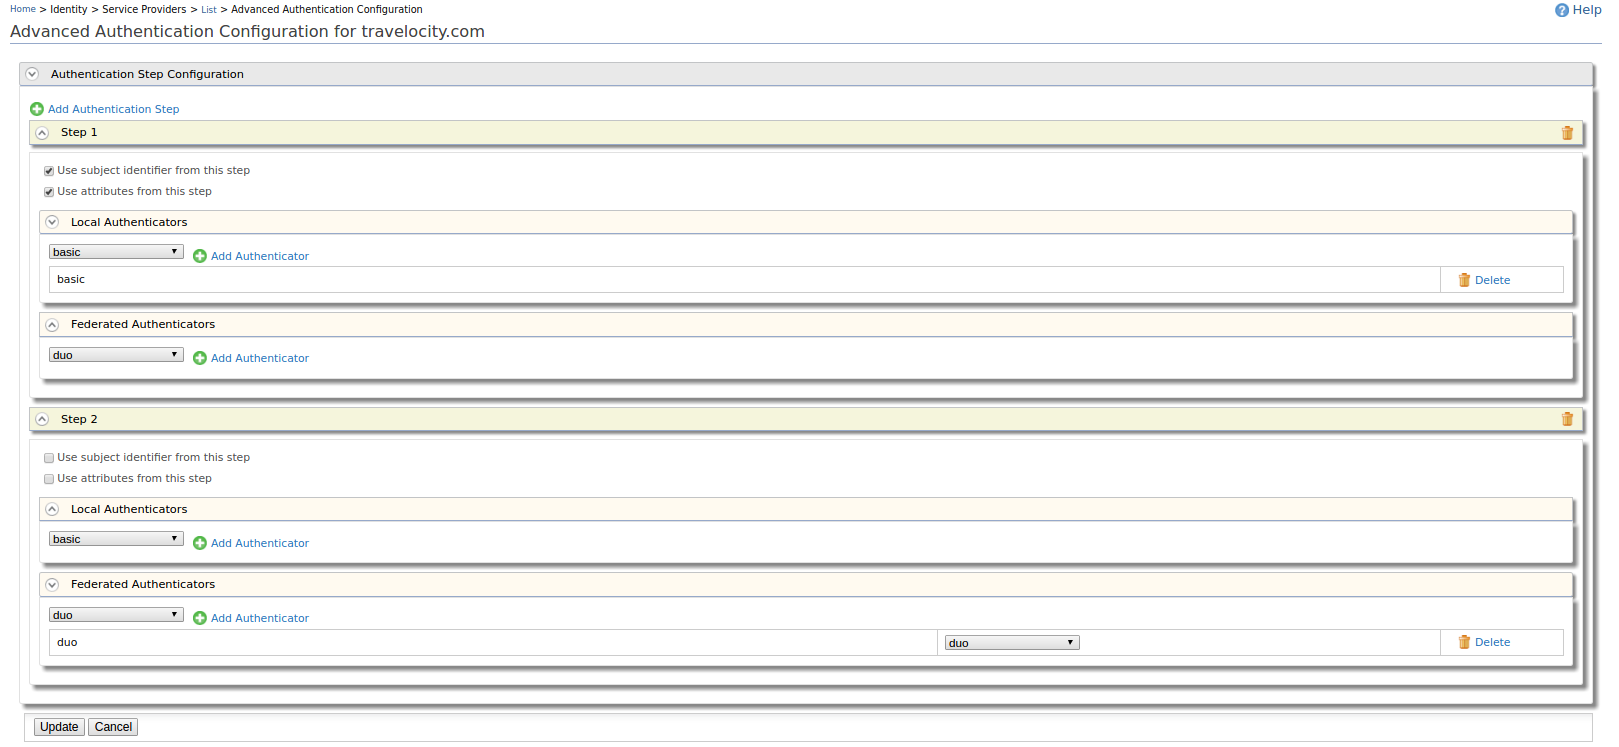 Home > Identity > Service Providers > List > Advanced Authentication Configuration
Help
Advanced Authentication Configuration for travelocity.com
Authentication Step Configuration
Add Authentication Step
Step 1
Use subject identifier from this step
Use attributes from this step
Local Authenticators
basic Add Authenticator
basic Delete
Federated Authenticators
duo Add Authenticator
Step 2
Use subject identifier from this step
Use attributes from this step
Local Authenticators
basic Add Authenticator
Federated Authenticators
duo Add Authenticator
duo duo Delete
Update Cancel